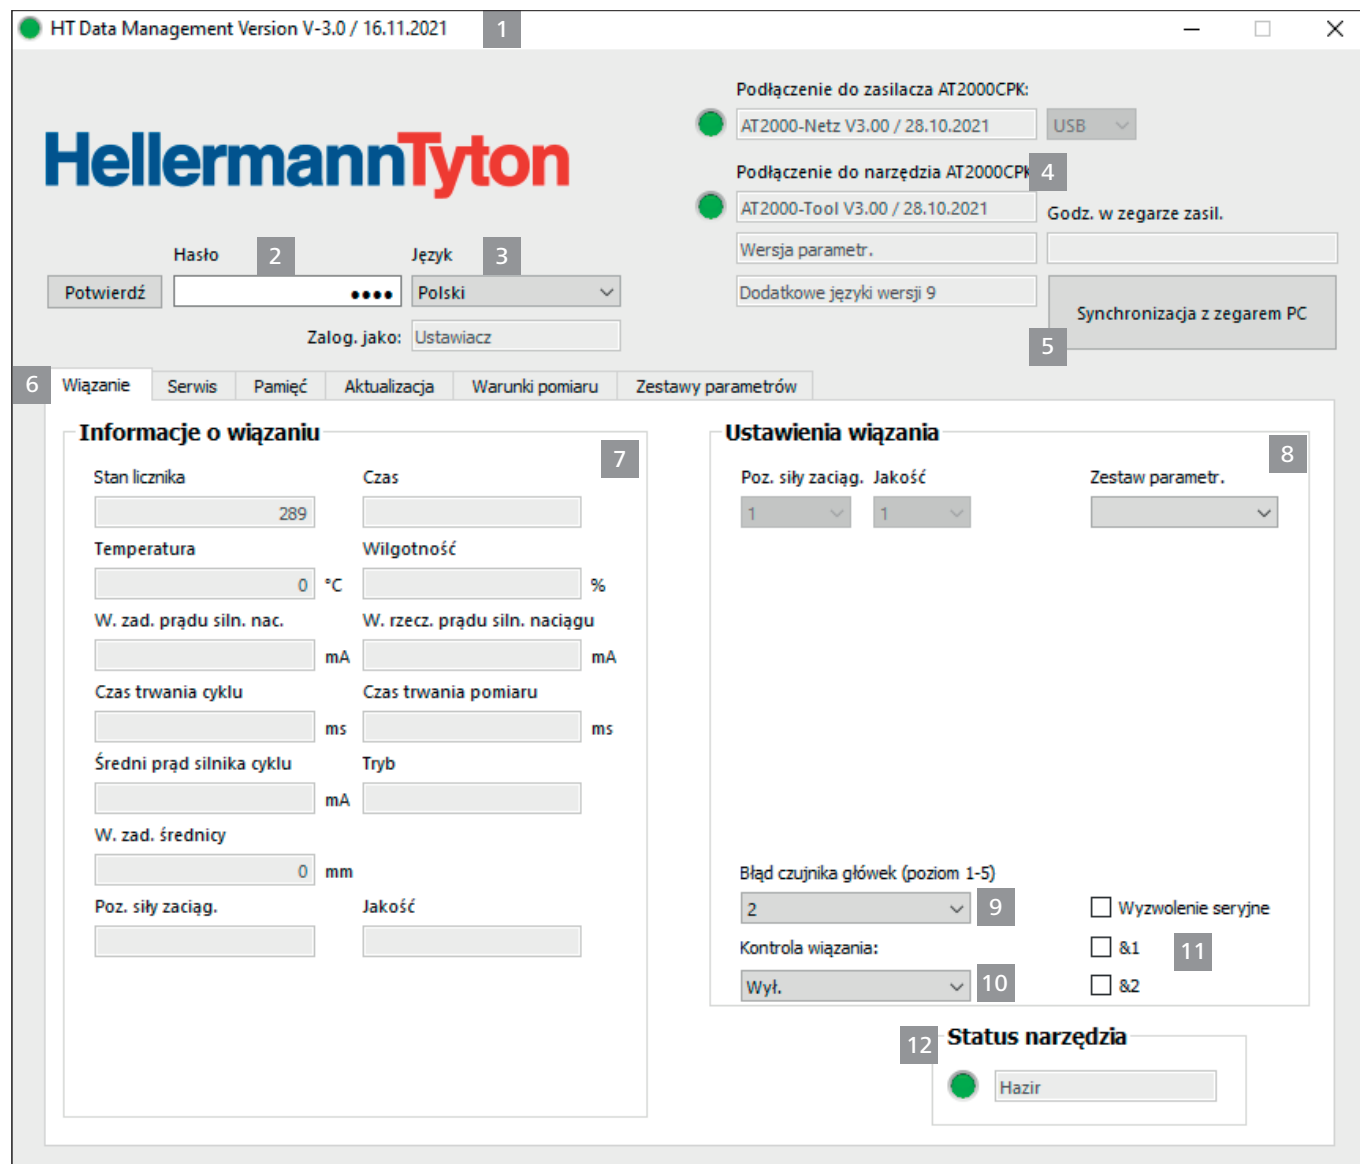 HT Data Management Version V-3.0 / 16.11.2021 1
Podłączenie do zasilacza AT2000CPK:
AT2000-Netz V3.00 / 28.10.2021 USB
HellermannTyton
Podłączenie do narzędzia AT2000CPK 4
AT2000-Tool V3.00 / 28.10.2021 Godz. w zegarze zasil.
Hasło 2 Język 3
Wersja parametr.
Potwierdź •••• Polski
Dodatkowe języki wersji 9
Synchronizacja z zegarem PC
5
Zalog. jako: Ustawiacz
6 Wiązanie Serwis Pamięć Aktualizacja Warunki pomiaru Zestawy parametrów
Informacje o wiązaniu
7
Stan licznika Czas
289
Temperatura Wilgotność
0 °C %
W. zad. prądu siln. nac. W. rzecz. prądu siln. naciągu
mA mA
Czas trwania cyklu Czas trwania pomiaru
ms ms
Średni prąd silnika cyklu Tryb
mA
W. zad. średnicy
0 mm
Poz. siły zaciąg. Jakość
Ustawienia wiązania
8
Poz. siły zaciąg. Jakość Zestaw parametr.
1 1
Błąd czujnika główek (poziom 1-5)
2 9 Wyzwolenie seryjne
Kontrola wiązania: &1 11
Wył. 10 &2
12 Status narzędzia
Hazir